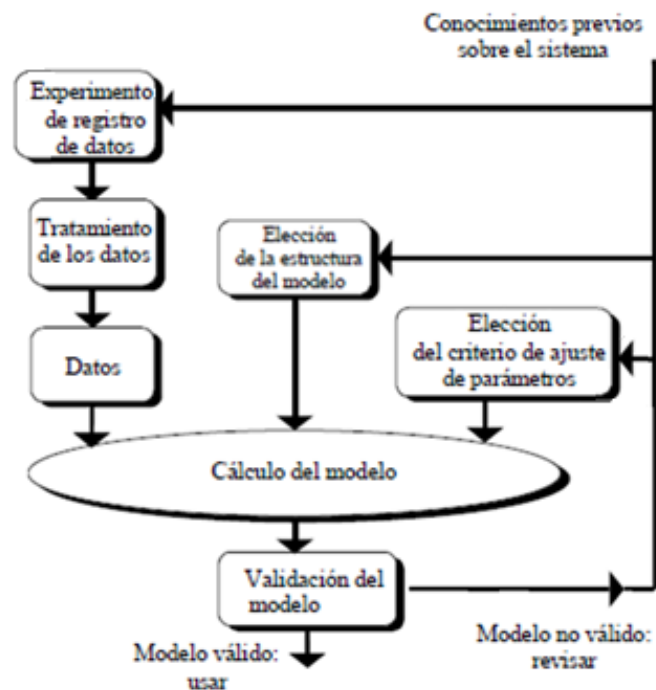 Conocimientos previos
sobre el sistema
Experimento
de registro
de datos
Tratamiento
de los datos
Elección
de la estructura
del modelo
Elección
del criterio de ajuste
de parámetros
Datos
Cálculo del modelo
Validación del
modelo
Modelo válido:
usar
Modelo no válido:
revisar